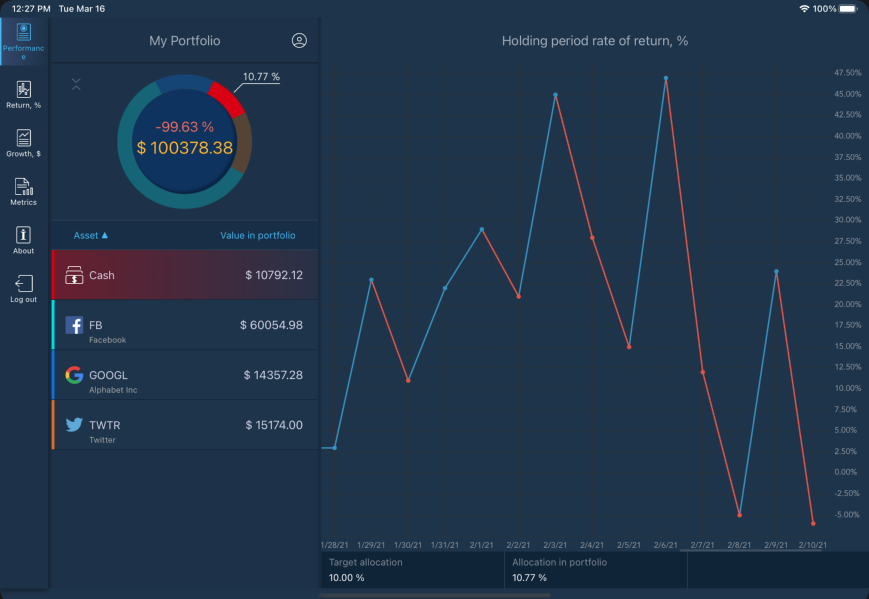 12:27 PM Tue Mar 16
100%
Performanc
e
Return, %
Growth, $
Metrics
About
Log out
My Portfolio
10.77 %
-99.63 %
$ 100378.38
Asset ▲ Value in portfolio
Cash $ 10792.12
FB $ 60054.98
Facebook
GOOGL $ 14357.28
Alphabet Inc
TWTR $ 15174.00
Twitter
Holding period rate of return, %
47.50%
45.00%
42.50%
40.00%
37.50%
35.00%
32.50%
30.00%
27.50%
25.00%
22.50%
20.00%
17.50%
15.00%
12.50%
10.00%
7.50%
5.00%
2.50%
0.00%
-2.50%
-5.00%
1/28/21 1/29/21 1/30/21 1/31/21 2/1/21 2/2/21 2/3/21 2/4/21 2/5/21 2/6/21 2/7/21 2/8/21 2/9/21 2/10/21
Target allocation
10.00 %
Allocation in portfolio
10.77 %